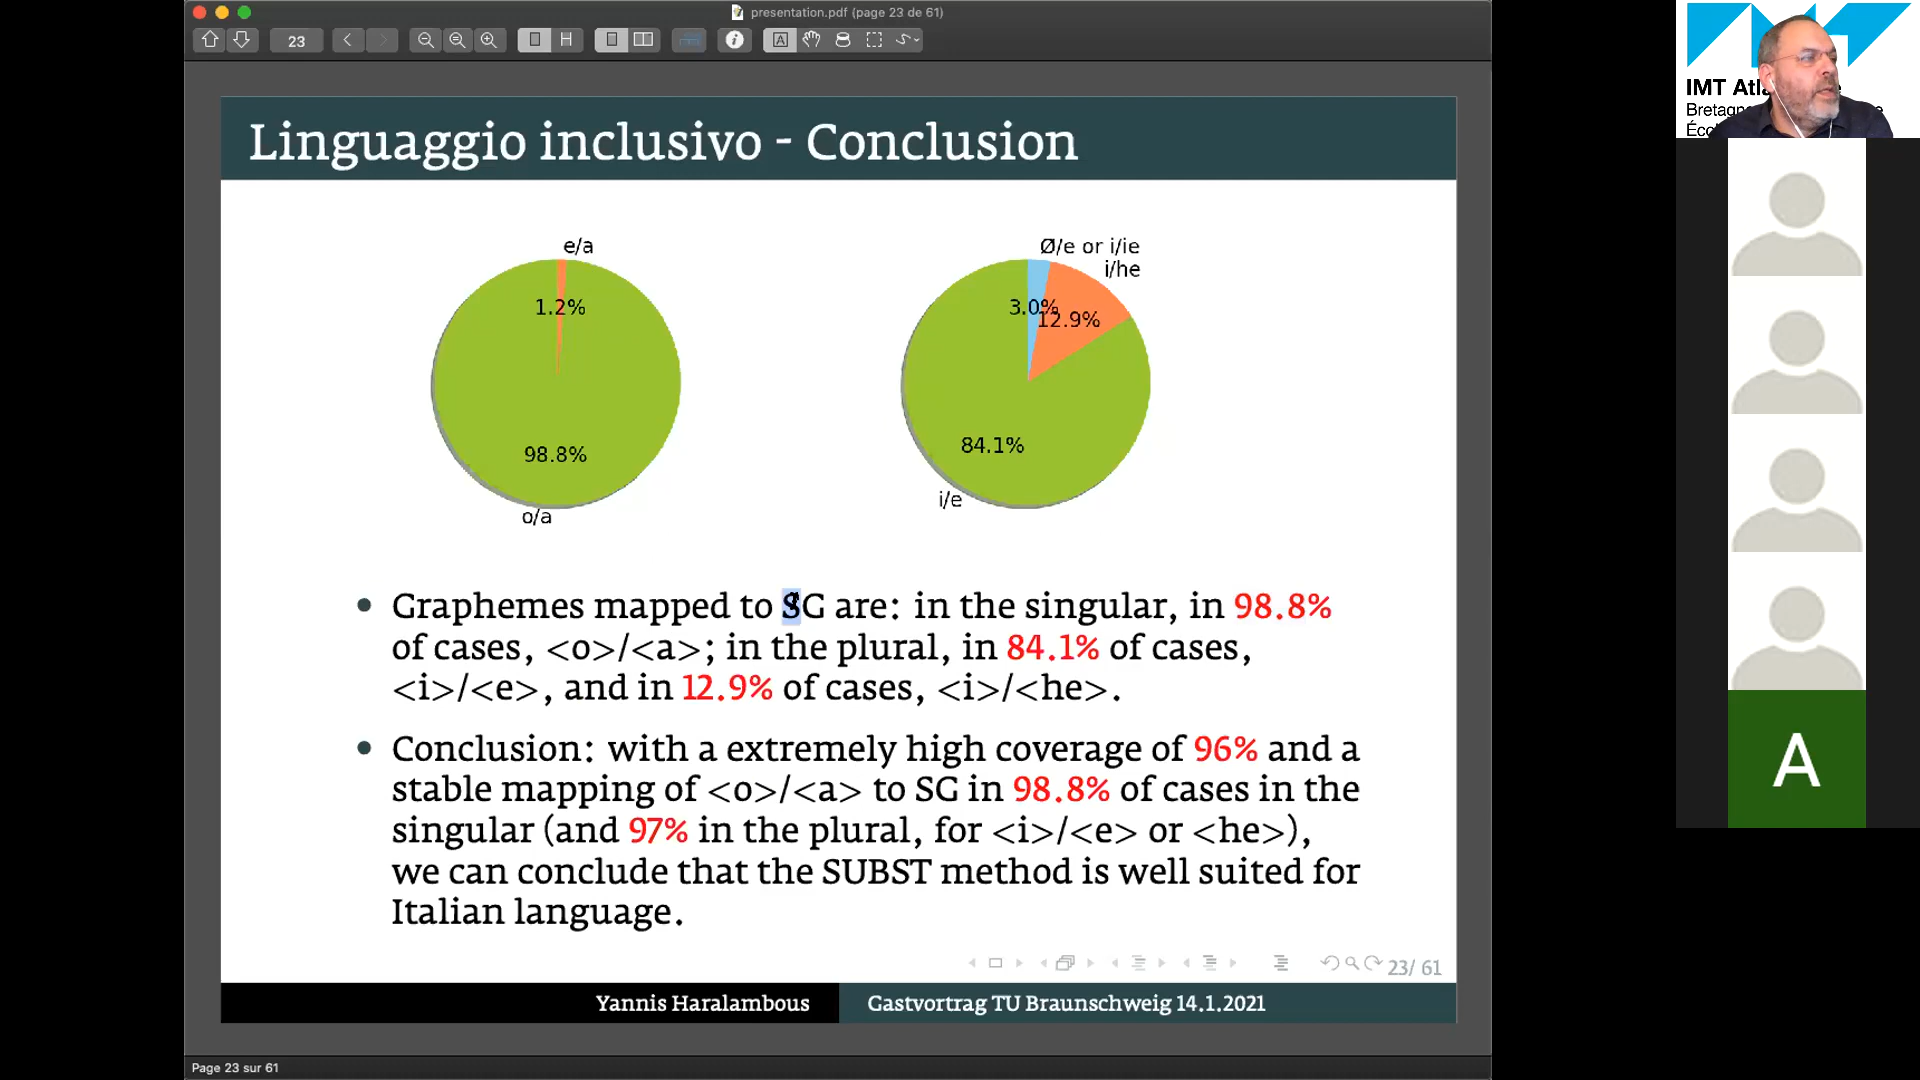 presentation.pdf (page 23 de 61)
23
Linguaggio inclusivo - Conclusion
e/a
1.2%
98.8%
o/a
Ø/e or i/ie
i/he
3.0%
12.9%
84.1%
i/e
Graphemes mapped to SG are: in the singular, in 98.8%
of cases, <o>/<a>; in the plural, in 84.1% of cases,
<i>/<e>, and in 12.9% of cases, <i>/<he>.
Conclusion: with a extremely high coverage of 96% and a
stable mapping of <o>/<a> to SG in 98.8% of cases in the
singular (and 97% in the plural, for <i>/<e> or <he>),
we can conclude that the SUBST method is well suited for
Italian language.
23/ 61
Yannis Haralambous
Gastvortrag TU Braunschweig 14.1.2021
Page 23 sur 61
IMT
A